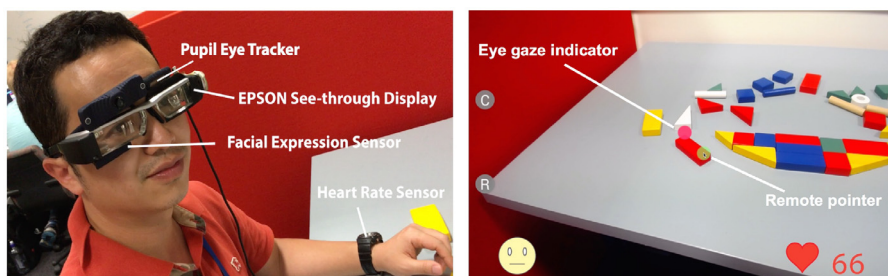 Pupil Eye Tracker
EPSON See-through Display
Facial Expression Sensor
Heart Rate Sensor
Eye gaze indicator
C
R
Remote pointer
66